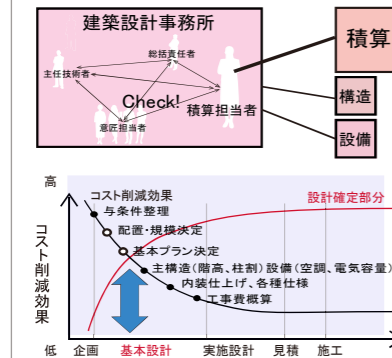 建築設計事務所
総括責任者
主任技術者
Check!
積算担当者
意匠担当者
積算
構造
設備
高
コスト削減効果
設計確定部分
与条件整理
配置・規模決定
基本プラン決定
主構造(階高、柱割)設備(空調、電気容量)
内装仕上げ、各種仕様
工事費概算
コスト削減効果
低
企画
基本設計
実施設計
見積
施工